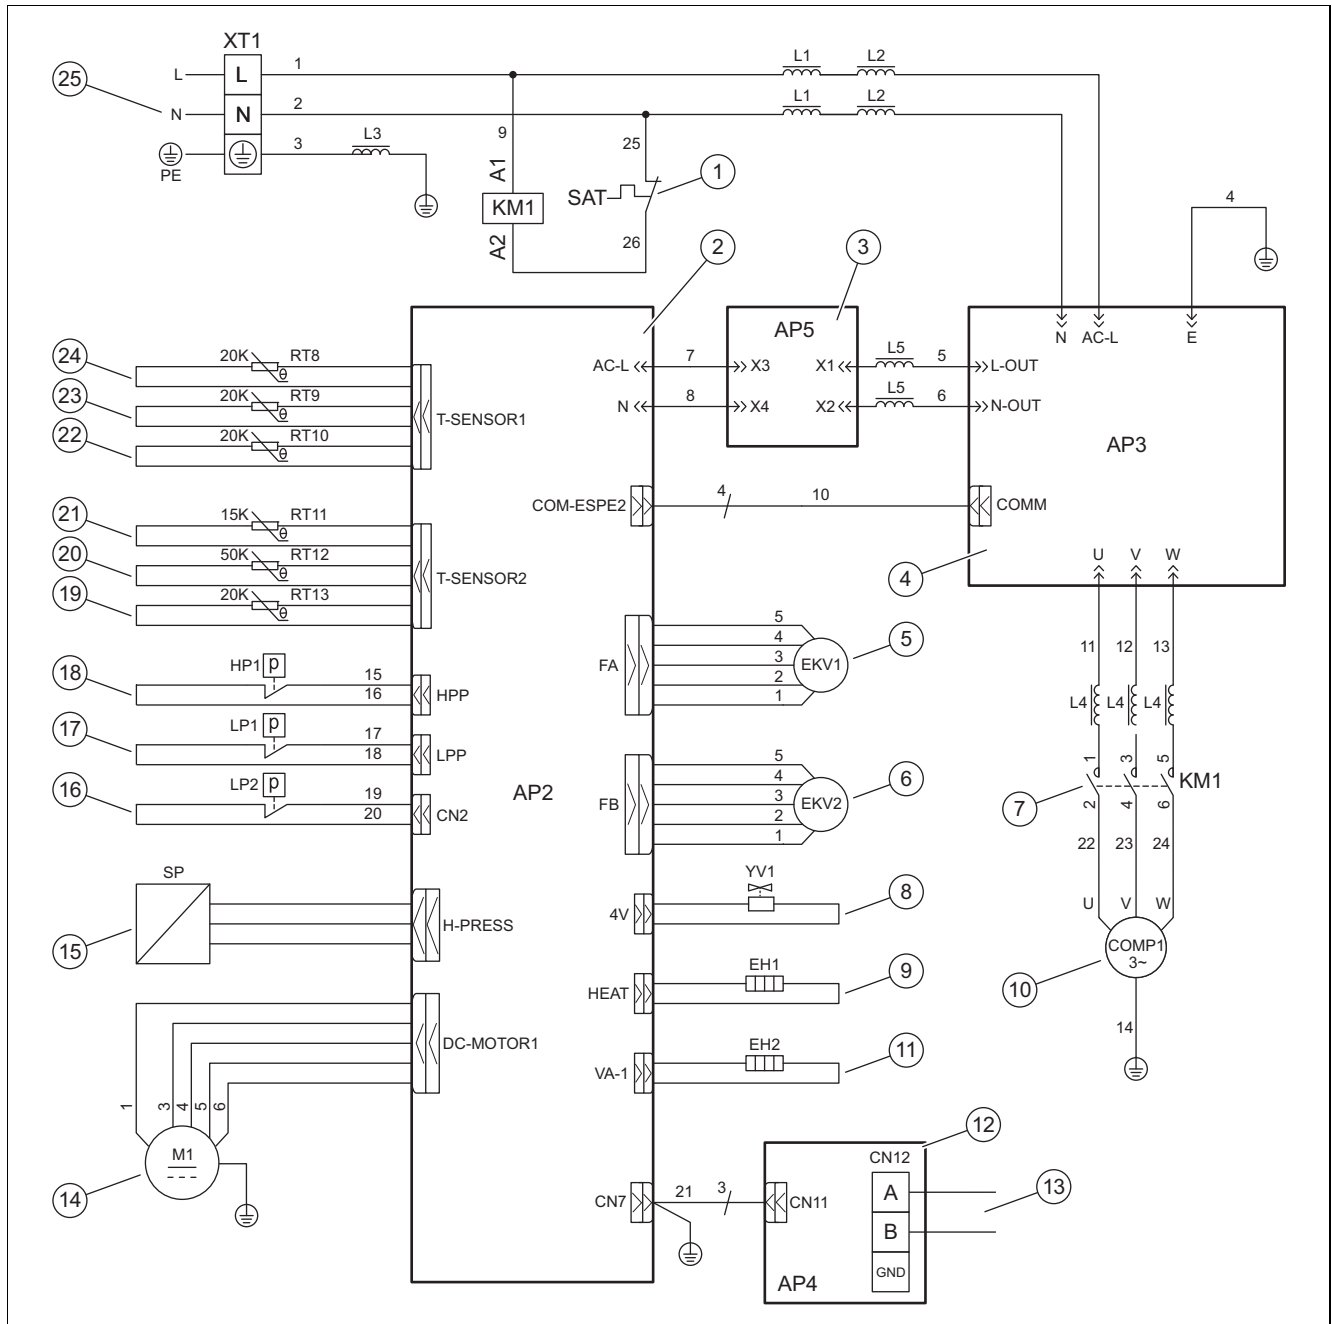 XT1
L1 L2
25 L L 1
L1 L2
N N 2
9 25
L3
3
PE
A1
1
SAT
4
KM1
A2 26
2 3
N AC-L E
AP5
24 20K RT8 θ
AC-L 7 X3 X1 L5 5 L-OUT
23 20K RT9 θ
N 8 X4 X2 L5 6 N-OUT
T-SENSOR1
22 20K RT10 θ
AP3
COM-ESPE2 4 10 COMM
21 15K RT11 θ
20 50K RT12 θ
T-SENSOR2
19 20K RT13 θ
U V W
4
FA 5 4 3 2 1 EKV1 5
11 12 13
18 HP1 p 15
16 HPP
L4 L4 L4
17 LP1 p 17
18 LPP
16 LP2 p 19
20 CN2
AP2
FB 5 4 3 2 1 EKV2 6
7 1 3 5 KM1
2 4 6
22 23 24
SP
15
H-PRESS
YV1
4V 8
U V W
COMP1
3~
10
EH1
HEAT 9
14
DC-MOTOR1
EH2
VA-1 11
1 3 4 5 6
M1
14
12
CN12
CN7 21 3 CN11
A
13
B
GND
AP4